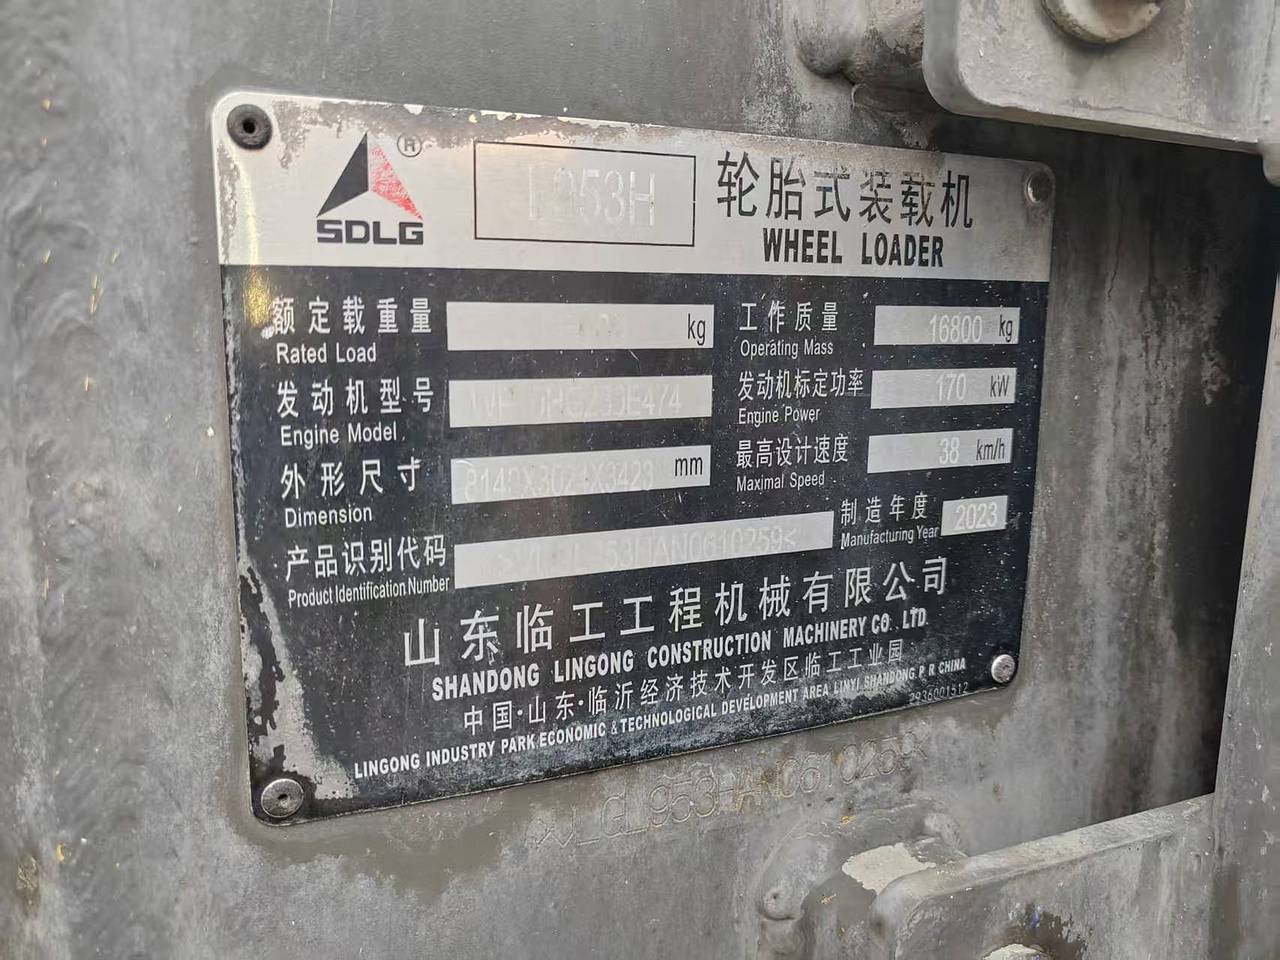 SDLG ®
L953H
轮胎式装载机
WHEEL LOADER
额定载重量 kg
Rated Load
工作质量 16800 kg
Operating Mass
发动机型号
Engine Model
发动机标定功率 170 kW
Engine Power
外形尺寸 mm
Dimension
最高设计速度 38 km/h
Maximal Speed
产品识别代码
Product Identification Number
制造年度 2023
Manufacturing Year
山东临工工程机械有限公司
SHANDONG LINGONG CONSTRUCTION MACHINERY CO. LTD
中国·山东·临沂经济技术开发区临工工业园
LINGONG INDUSTRY PARK ECONOMIC & TECHNOLOGICAL DEVELOPMENT AREA LINYI SHANDONG P. R. CHINA
2936001512